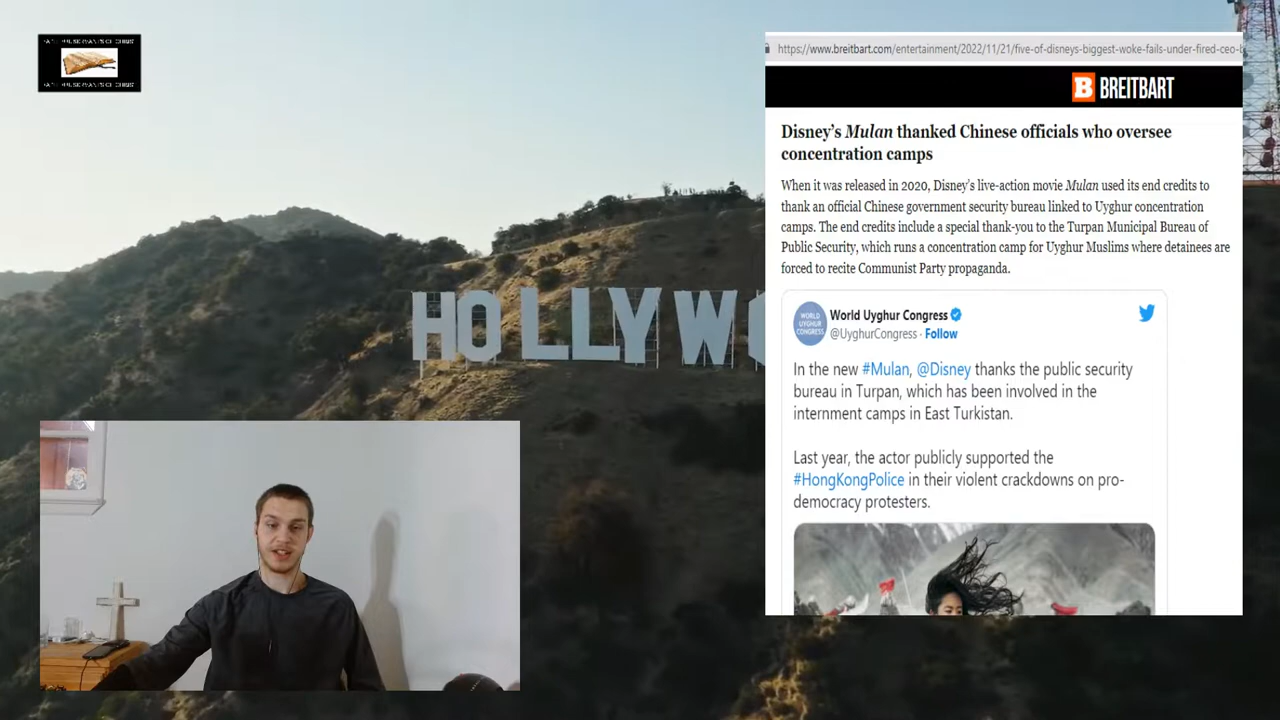 https://www.breitbart.com/entertainment/2022/11/21/five-of-disneys-biggest-woke-fails-under-fired-ceo-b
B BREITBART
Disney's Mulan thanked Chinese officials who oversee
concentration camps
When it was released in 2020, Disney's live-action movie Mulan used its end credits to
thank an official Chinese government security bureau linked to Uyghur concentration
camps. The end credits include a special thank-you to the Turpan Municipal Bureau of
Public Security, which runs a concentration camp for Uyghur Muslims where detainees are
forced to recite Communist Party propaganda.
WORLD
UYGHUR
CONGRESS
World Uyghur Congress
@UyghurCongress · Follow
In the new #Mulan, @Disney thanks the public security
bureau in Turpan, which has been involved in the
internment camps in East Turkistan.
Last year, the actor publicly supported the
#HongKongPolice in their violent crackdowns on pro-
democracy protesters.
HOLLYWO